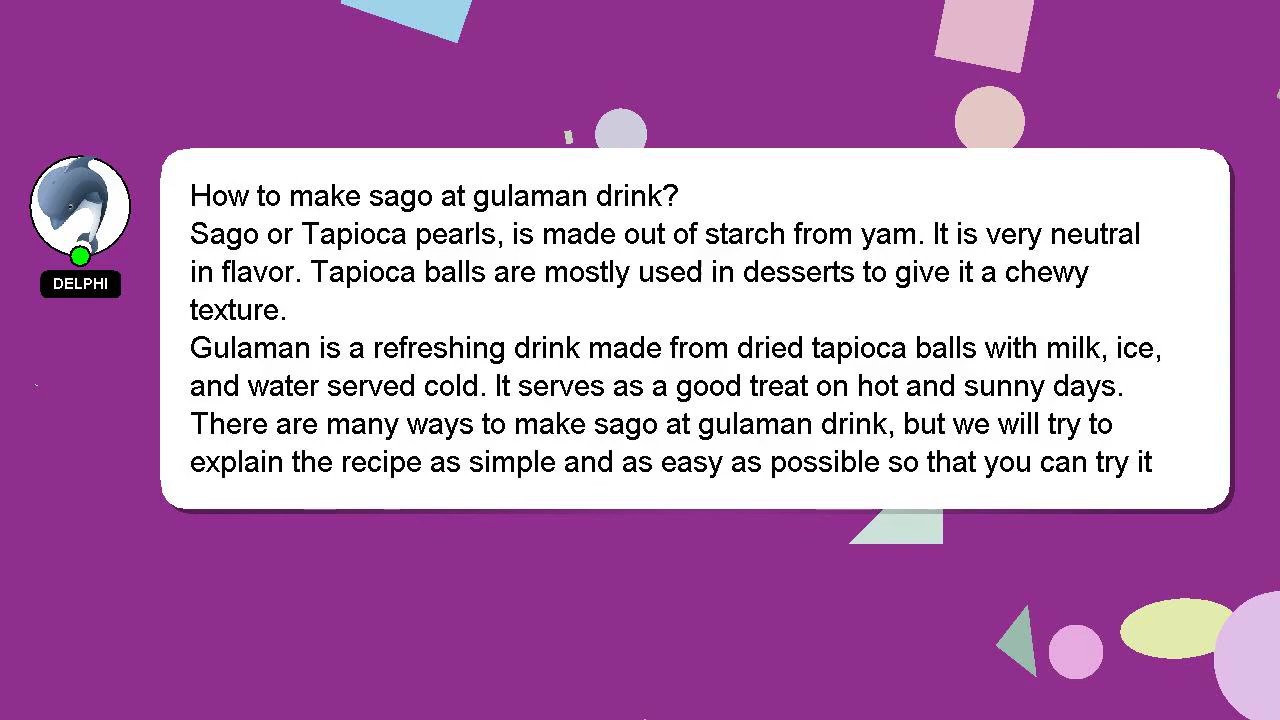 How to make sago at gulaman drink?
Sago or Tapioca pearls, is made out of starch from yam. It is very neutral
in flavor. Tapioca balls are mostly used in desserts to give it a chewy
texture.
Gulaman is a refreshing drink made from dried tapioca balls with milk, ice,
and water served cold. It serves as a good treat on hot and sunny days.
There are many ways to make sago at gulaman drink, but we will try to
explain the recipe as simple and as easy as possible so that you can try it
DELPHI